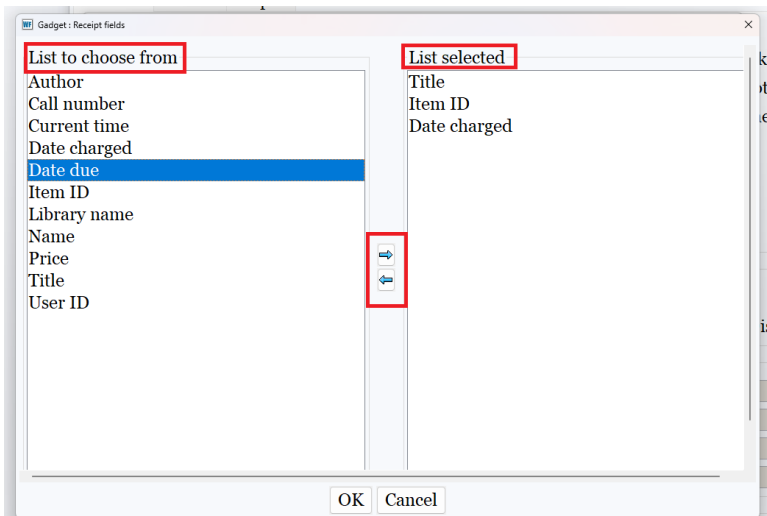 WF Gadget : Receipt fields
List to choose from
Author
Call number
Current time
Date charged
Date due
Item ID
Library name
Name
Price
Title
User ID
List selected
Title
Item ID
Date charged
OK Cancel